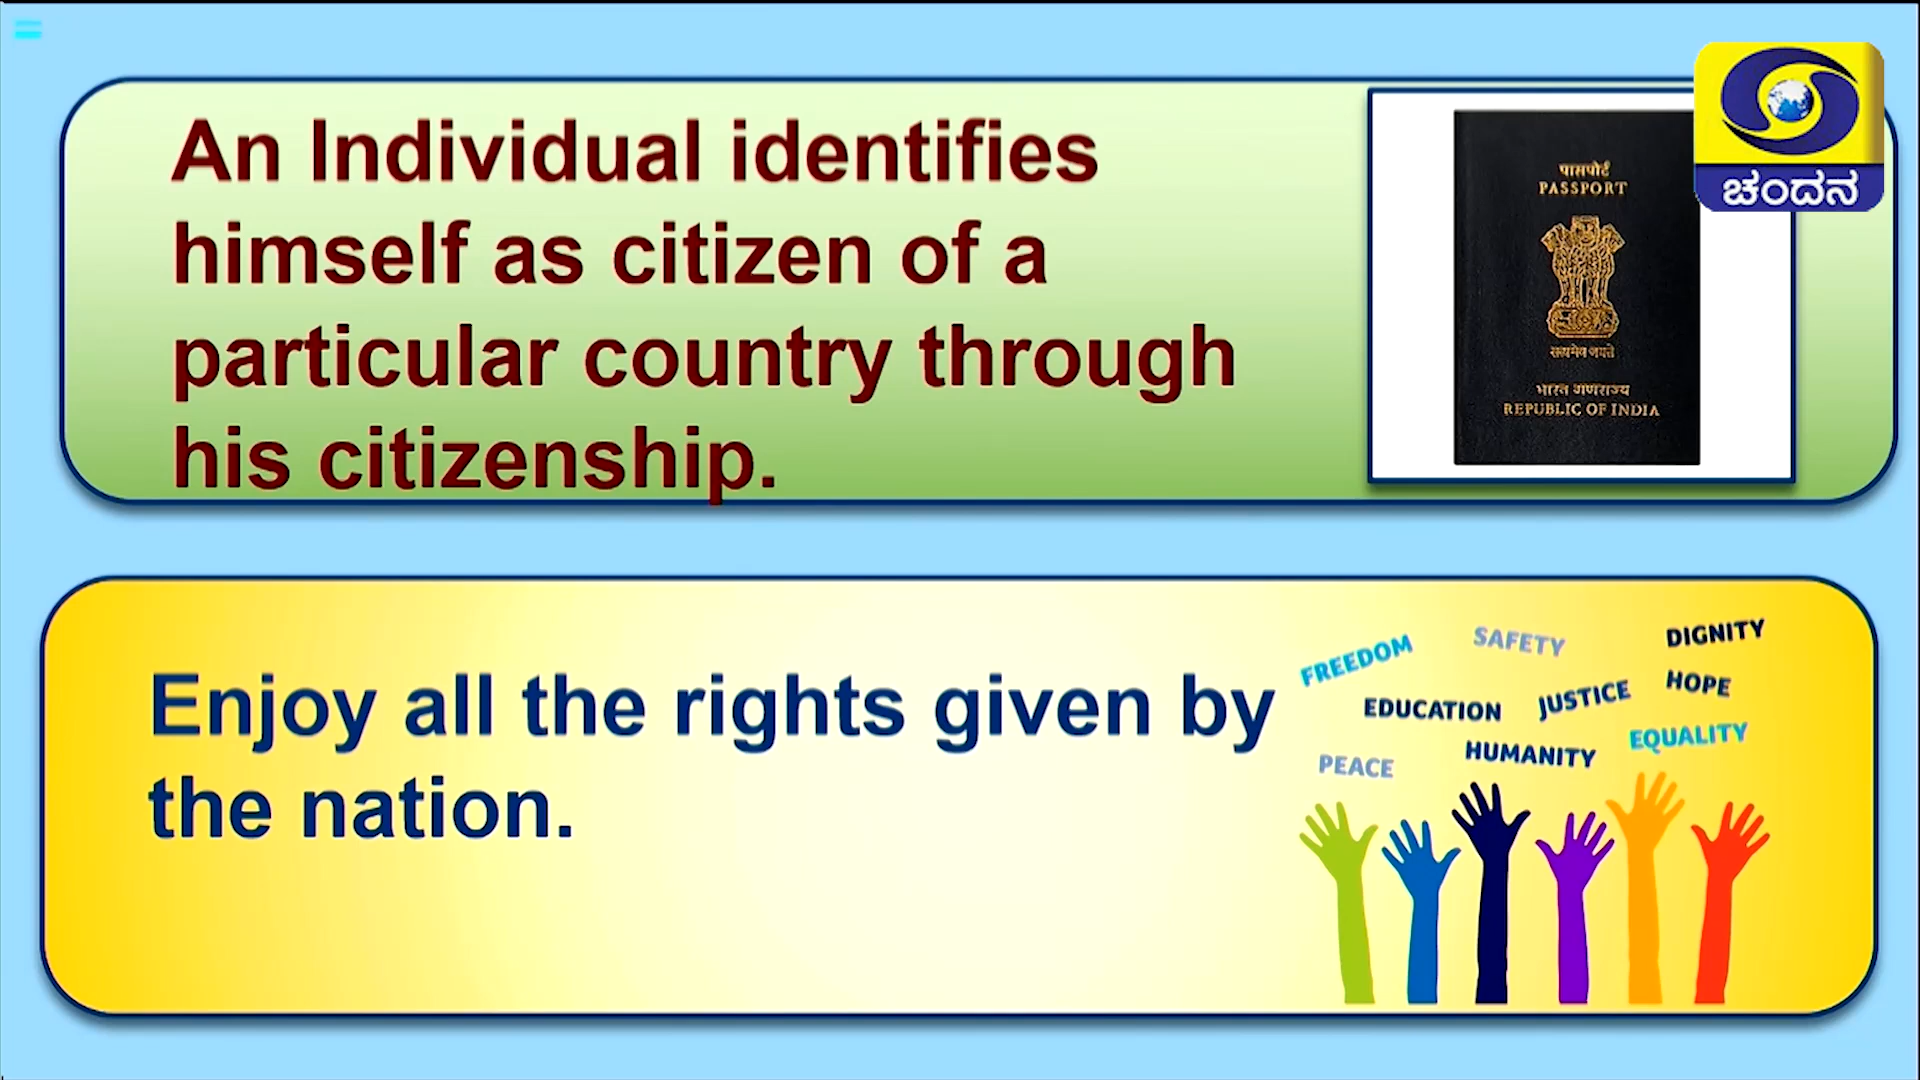 An Individual identifies
himself as citizen of a
particular country through
his citizenship.
पासपोर्ट
PASSPORT
सत्यमेव जयते
भारत गणराज्य
REPUBLIC OF INDIA
ಚಂದನ
Enjoy all the rights given by
the nation.
FREEDOM
SAFETY
DIGNITY
EDUCATION
JUSTICE
HOPE
PEACE
HUMANITY
EQUALITY